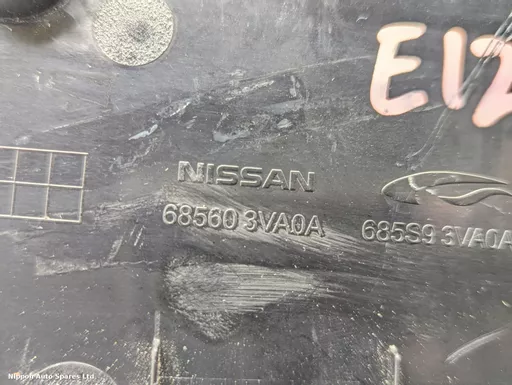 E12
NISSAN
68560 3VA0A
685S9 3VA0A
Nippon Auto Spares Ltd.